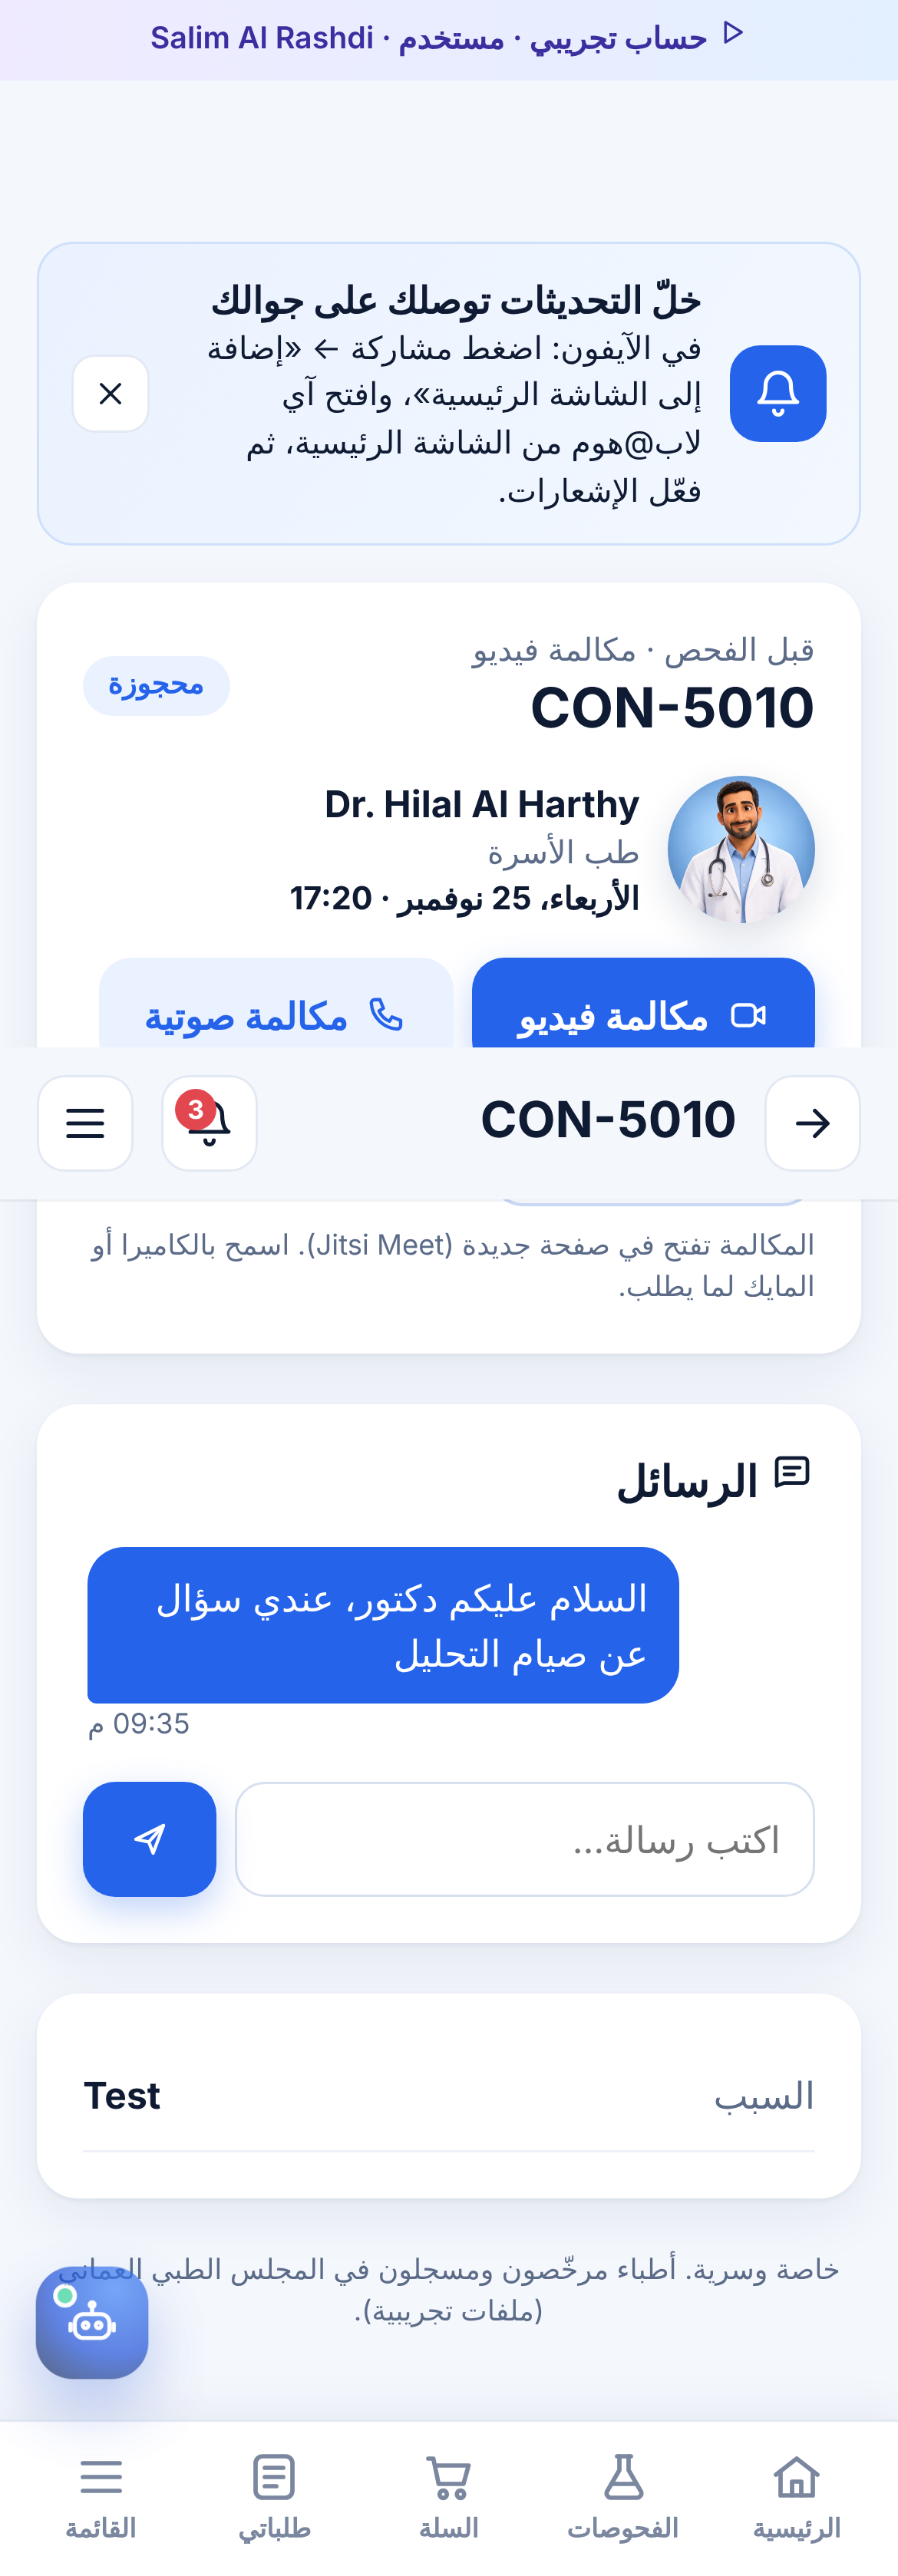 حساب تجريبي · مستخدم · Salim Al Rashdi
خلّ التحديثات توصلك على جوالك
في الآيفون: اضغط مشاركة ← «إضافة
إلى الشاشة الرئيسية»، وافتح آي
لاب@هوم من الشاشة الرئيسية، ثم
فعّل الإشعارات.
قبل الفحص · مكالمة فيديو
CON-5010
محجوزة
Dr. Hilal Al Harthy
طب الأسرة
الأربعاء، 25 نوفمبر · 17:20
مكالمة فيديو
مكالمة صوتية
CON-5010
3
المكالمة تفتح في صفحة جديدة (Jitsi Meet). اسمح بالكاميرا أو
المايك لما يطلب.
الرسائل
السلام عليكم دكتور، عندي سؤال
عن صيام التحليل
09:35 م
اكتب رسالة...
السبب
Test
خاصة وسرية. أطباء مرخّصون ومسجلون في المجلس الطبي العماني
(ملفات تجريبية).
الرئيسية
الفحوصات
السلة
طلباتي
القائمة